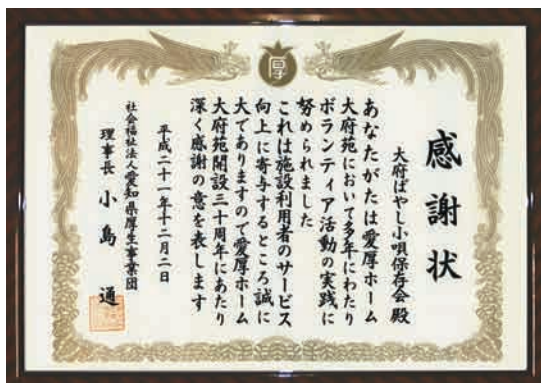 厚
感謝状
大府ばやし小唄保存会殿
あなたがたは愛厚ホーム
大府苑において多年にわたり
ボランティア活動の実践に
努められました
これは施設利用者のサービス
向上に寄与するところ誠に
大でありますので愛厚ホーム
大府苑開設三十周年にあたり
深く感謝の意を表します
平成二十一年十二月二日
社会福祉法人愛知県厚生事業団
理事長 小島 通